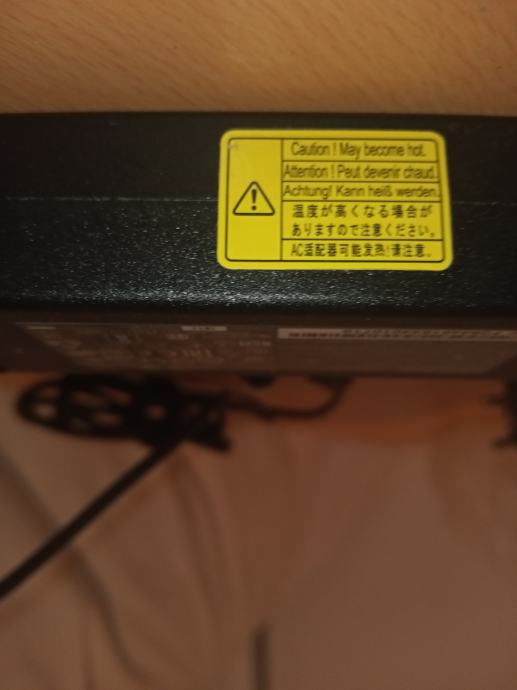 Caution ! May become hot.
Attention ! Peut devenir chaud.
Achtung! Kann heiß werden.
温度が高くなる場合が
ありますので注意ください。
AC适配器可能发热!请注意。